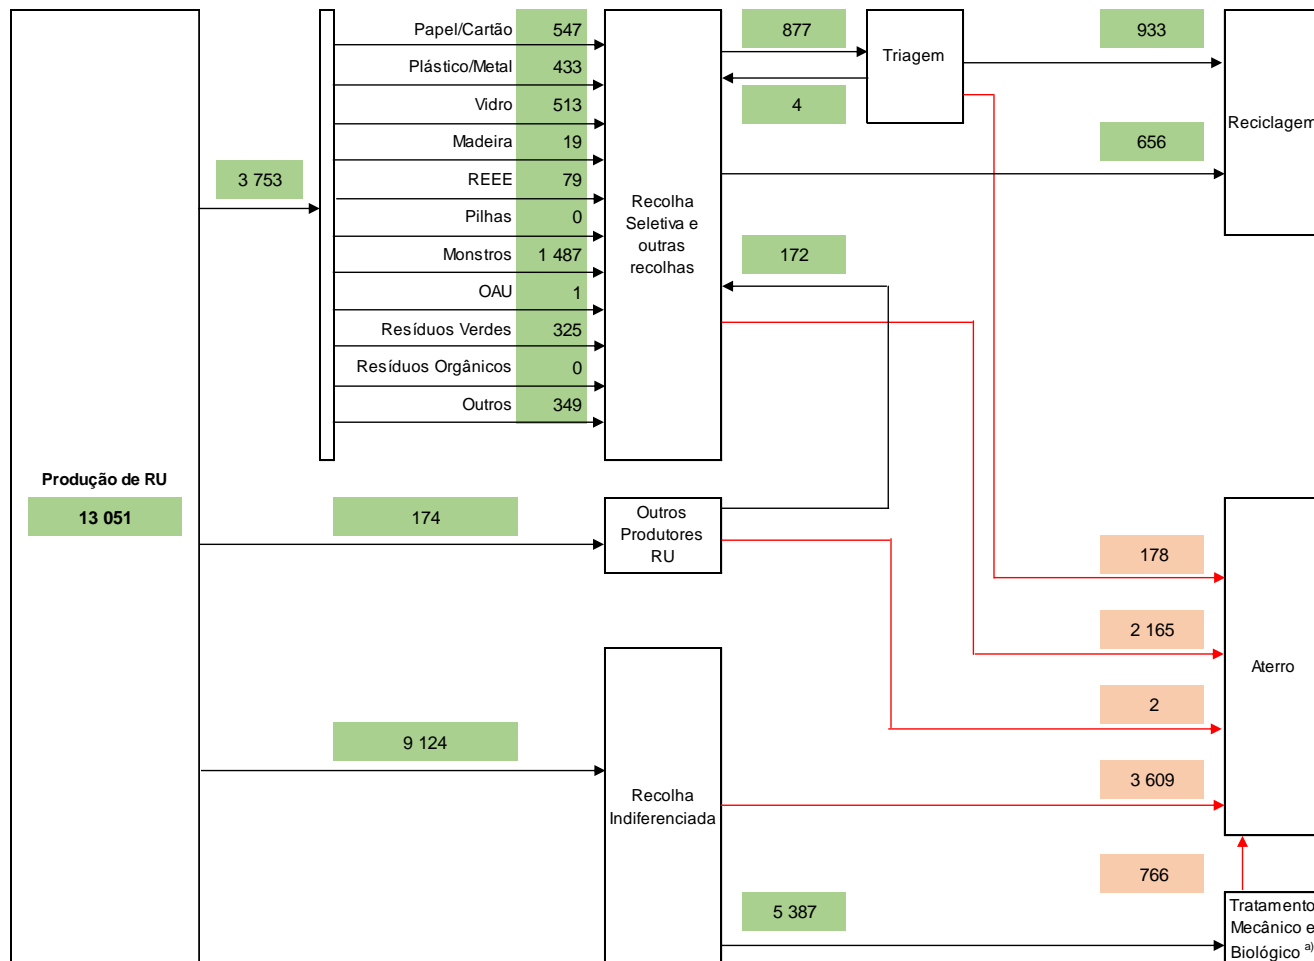 Papel/Cartão 547
Plástico/Metal 433
Vidro 513
Madeira 19
REEE 79
Pilhas 0
Monstros 1 487
OAU 1
Resíduos Verdes 325
Resíduos Orgânicos 0
Outros 349
3 753
Recolha
Seletiva e
outras
recolhas
877
4
Triagem
933
656
Reciclagem
172
Produção de RU
13 051
174
Outros
Produtores
RU
178
2 165
2
3 609
766
Aterro
9 124
Recolha
Indiferenciada
5 387
Tratamento
Mecânico e
Biológico a)